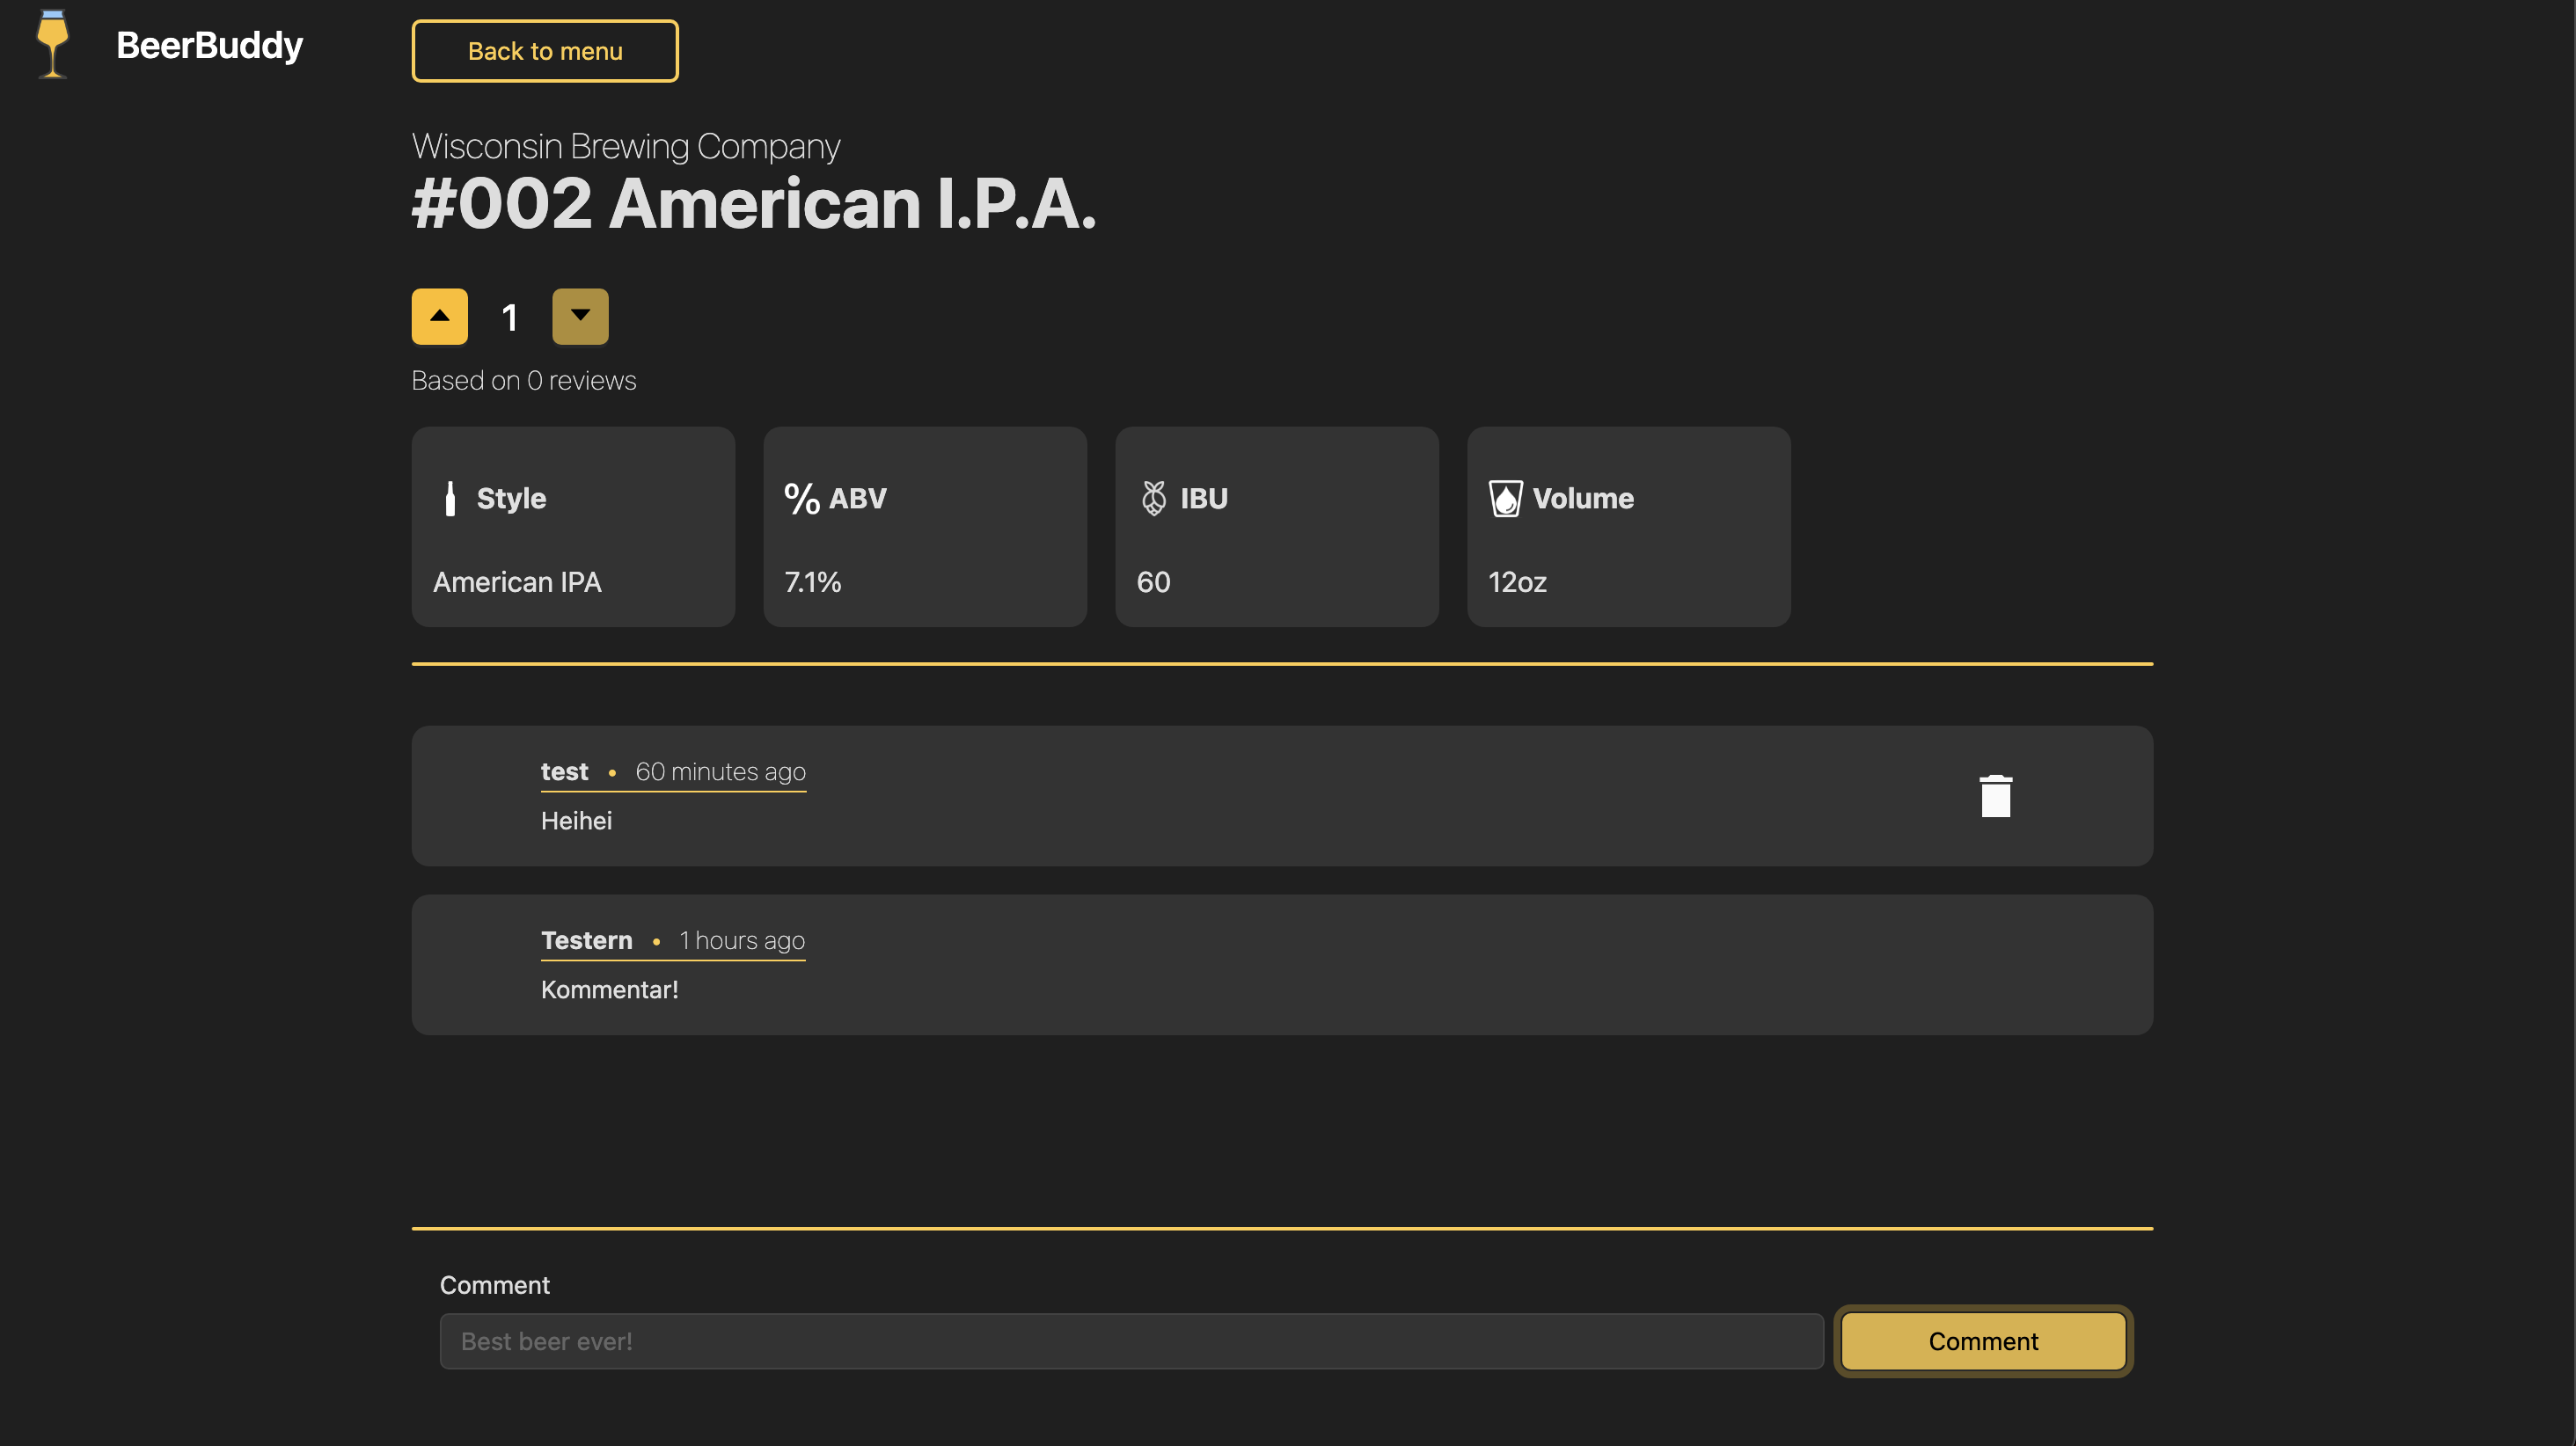 BeerBuddy
Back to menu
Wisconsin Brewing Company
#002 American I.P.A.
1
Based on 0 reviews
Style
American IPA
% ABV
7.1%
IBU
60
Volume
12oz
test • 60 minutes ago
Heihei
Testern • 1 hours ago
Kommentar!
Comment
Best beer ever!
Comment